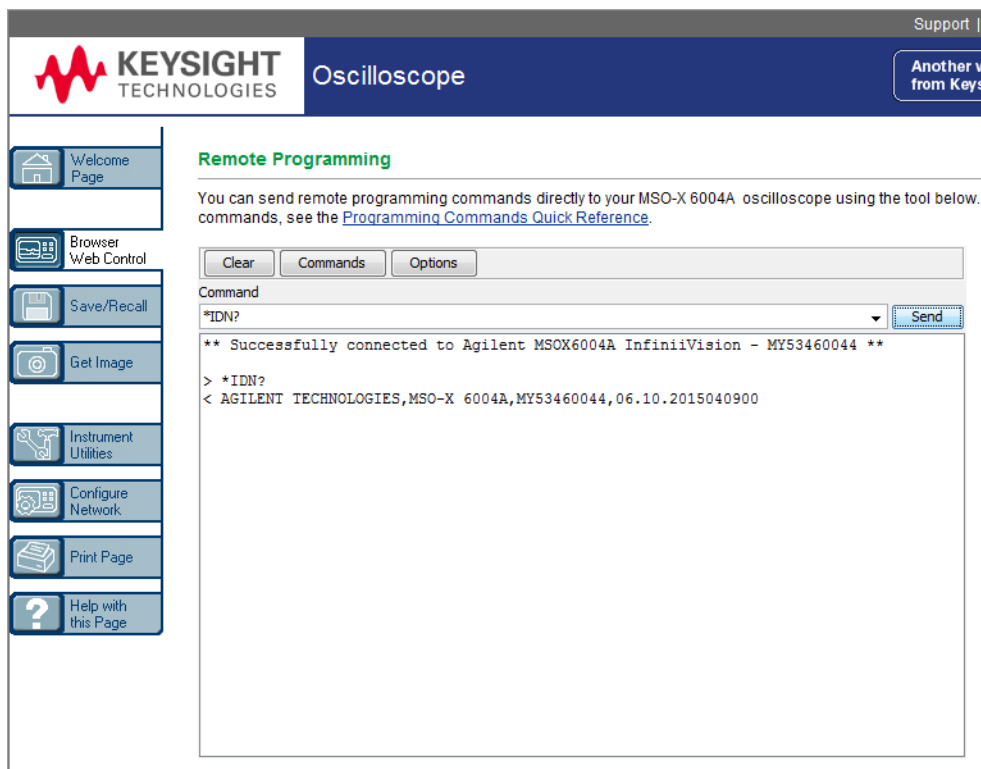 Support |
KEYSIGHT
TECHNOLOGIES
Oscilloscope
Another
from
Welcome
Page
Browser
Web Control
Save/Recall
Get Image
Instrument
Utilities
Configure
Network
Print Page
Help with
this Page
Remote Programming
You can send remote programming commands directly to your MSO-X 6004A oscilloscope using the tool below.
commands, see the Programming Commands Quick Reference.
Clear
Commands
Options
Command
*IDN?
Send
** Successfully connected to Agilent MSOX6004A InfiniiVision - MY53460044 **
> *IDN?
< AGILENT TECHNOLOGIES,MSO-X 6004A,MY53460044,06.10.2015040900